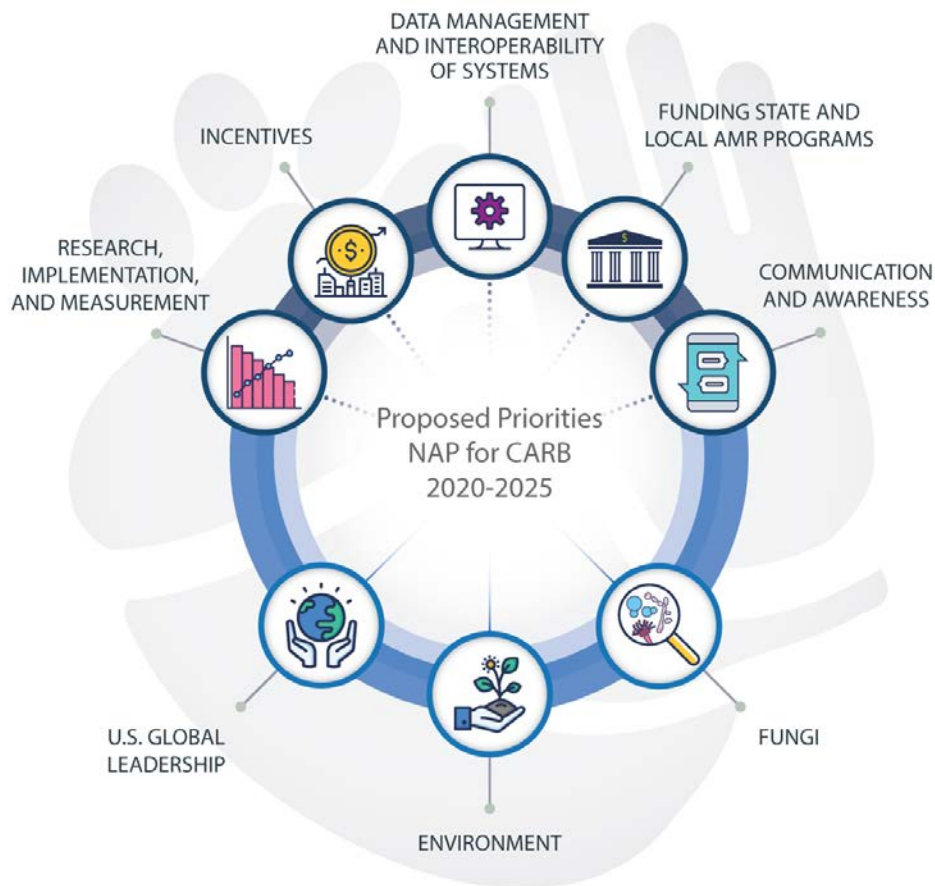 DATA MANAGEMENT
AND INTEROPERABILITY
OF SYSTEMS
FUNDING STATE AND
LOCAL AMR PROGRAMS
INCENTIVES
RESEARCH,
IMPLEMENTATION,
AND MEASUREMENT
COMMUNICATION
AND AWARENESS
Proposed Priorities
NAP for CARB
2020-2025
U.S. GLOBAL
LEADERSHIP
FUNGI
ENVIRONMENT